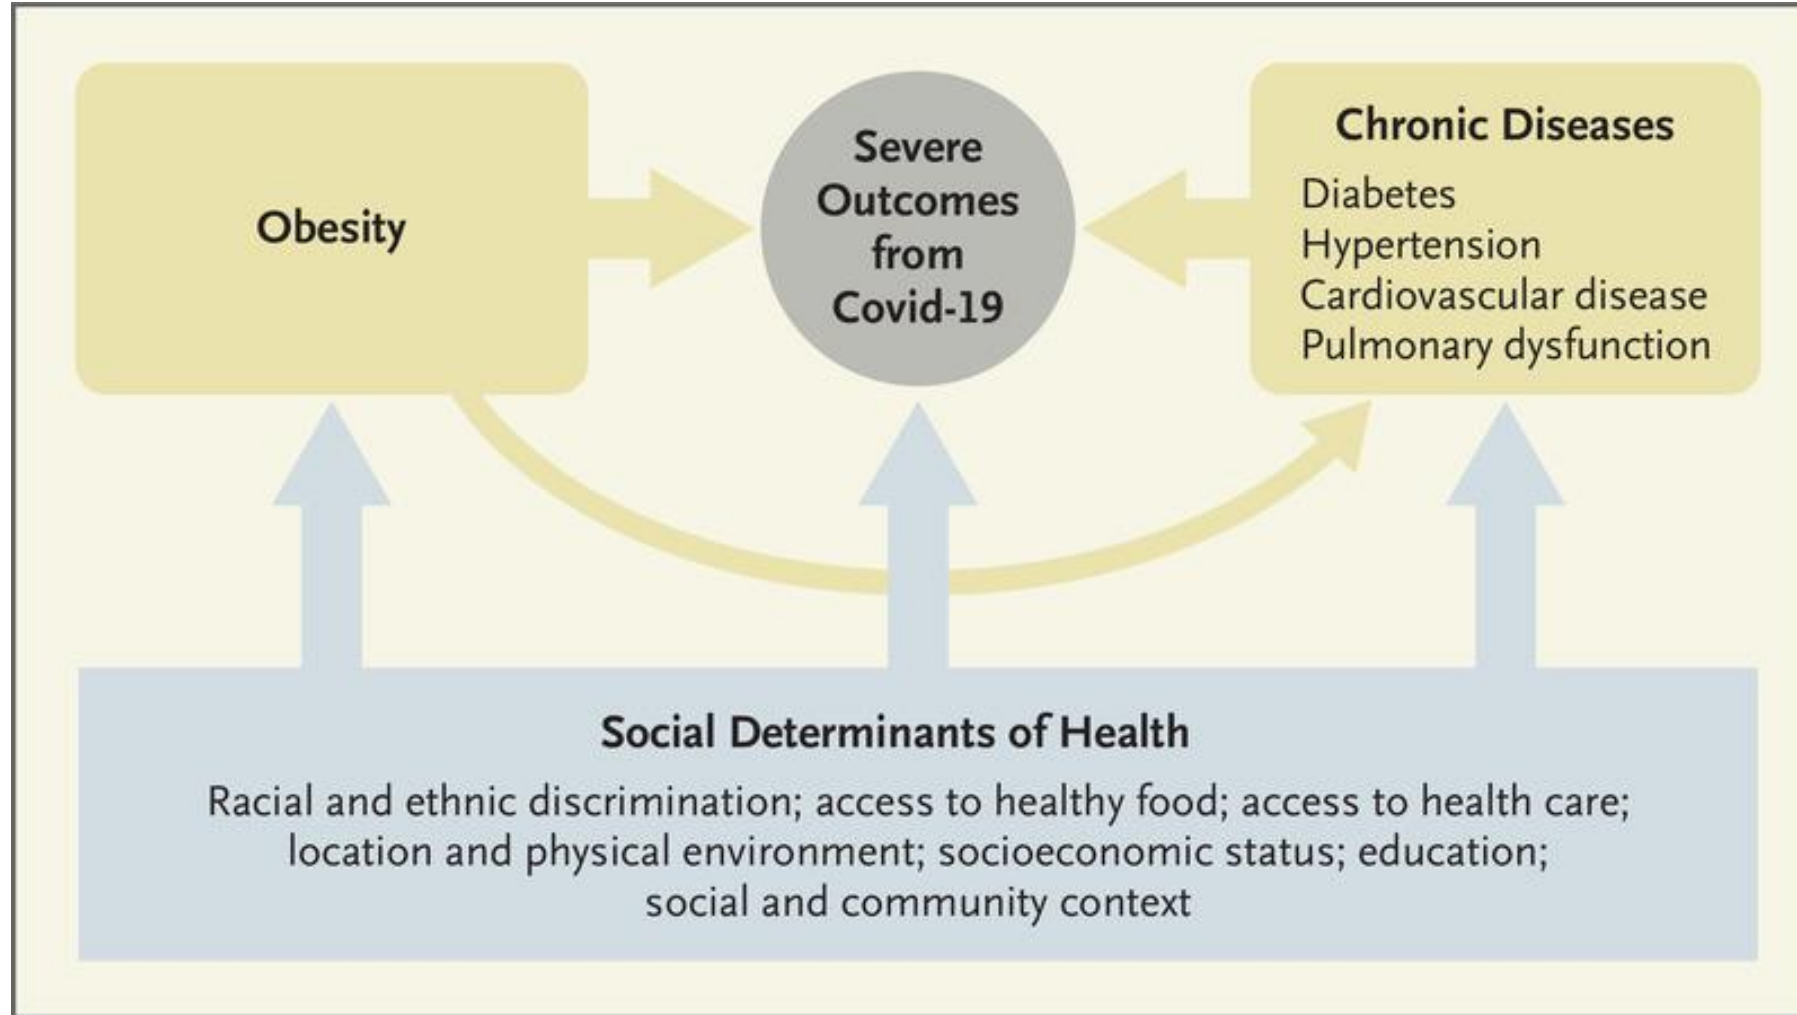 Obesity
Severe
Outcomes
from
Covid-19
Chronic Diseases
Diabetes
Hypertension
Cardiovascular disease
Pulmonary dysfunction
Social Determinants of Health
Racial and ethnic discrimination; access to healthy food; access to health care;
location and physical environment; socioeconomic status; education;
social and community context